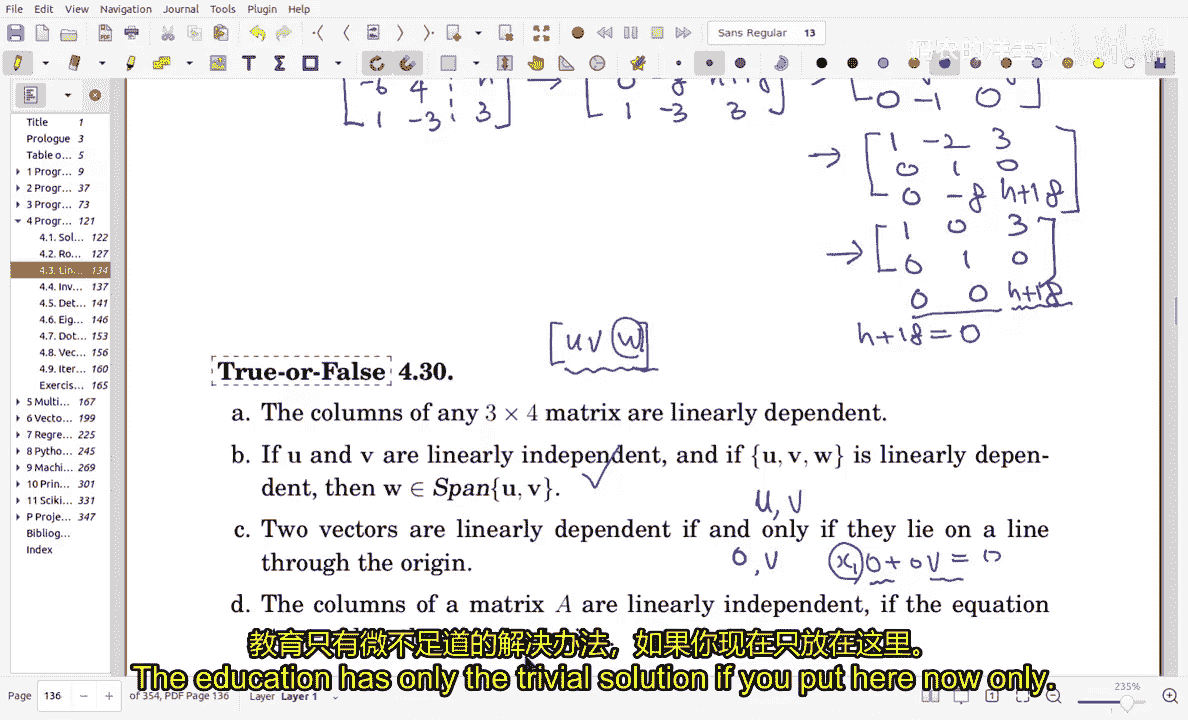 File Edit View Navigation Journal Tools Plugin Help
Sans Regular 13
Title 1
Prologue 3
Table o... 5
1 Progr... 9
2 Progr... 37
3 Progr... 73
4 Progr... 121
4.1. Sol... 122
4.2. Ro... 127
4.3. Lin... 134
4.4. Inv... 137
4.5. Det... 141
4.6. Eig... 146
4.7. Dot... 153
4.8. Vec... 156
4.9. Iter... 160
Exercis... 165
5 Multi... 167
6 Vecto... 199
7 Regre... 225
8 Pytho... 245
9 Machi... 269
10 Prin... 301
11 Scikit... 331
P Projec... 347
Bibliog...
Index
1 -3 3
→
1 -3 3
0 -1 0
→ 1 -2 3
0 1 0
0 -8 h+18
→ 1 0 3
0 1 0
0 0 h+18
h+18=0
[u v w]
True-or-False 4.30.
a. The columns of any 3 × 4 matrix are linearly dependent.
b. If u and v are linearly independent, and if {u, v, w} is linearly depen-
dent, then w ∈ Span{u, v}.
u, v
c. Two vectors are linearly dependent if and only if they lie on a line
through the origin.
0, v x₁0+0v=0
d. The columns of a matrix A are linearly independent, if the equation
教育只有微不足道的解决办法，如果你现在只放在这里。
The education has only the trivial solution if you put here now only.
Page 136 of 354, PDF Page 136 Layer Layer 1 235%